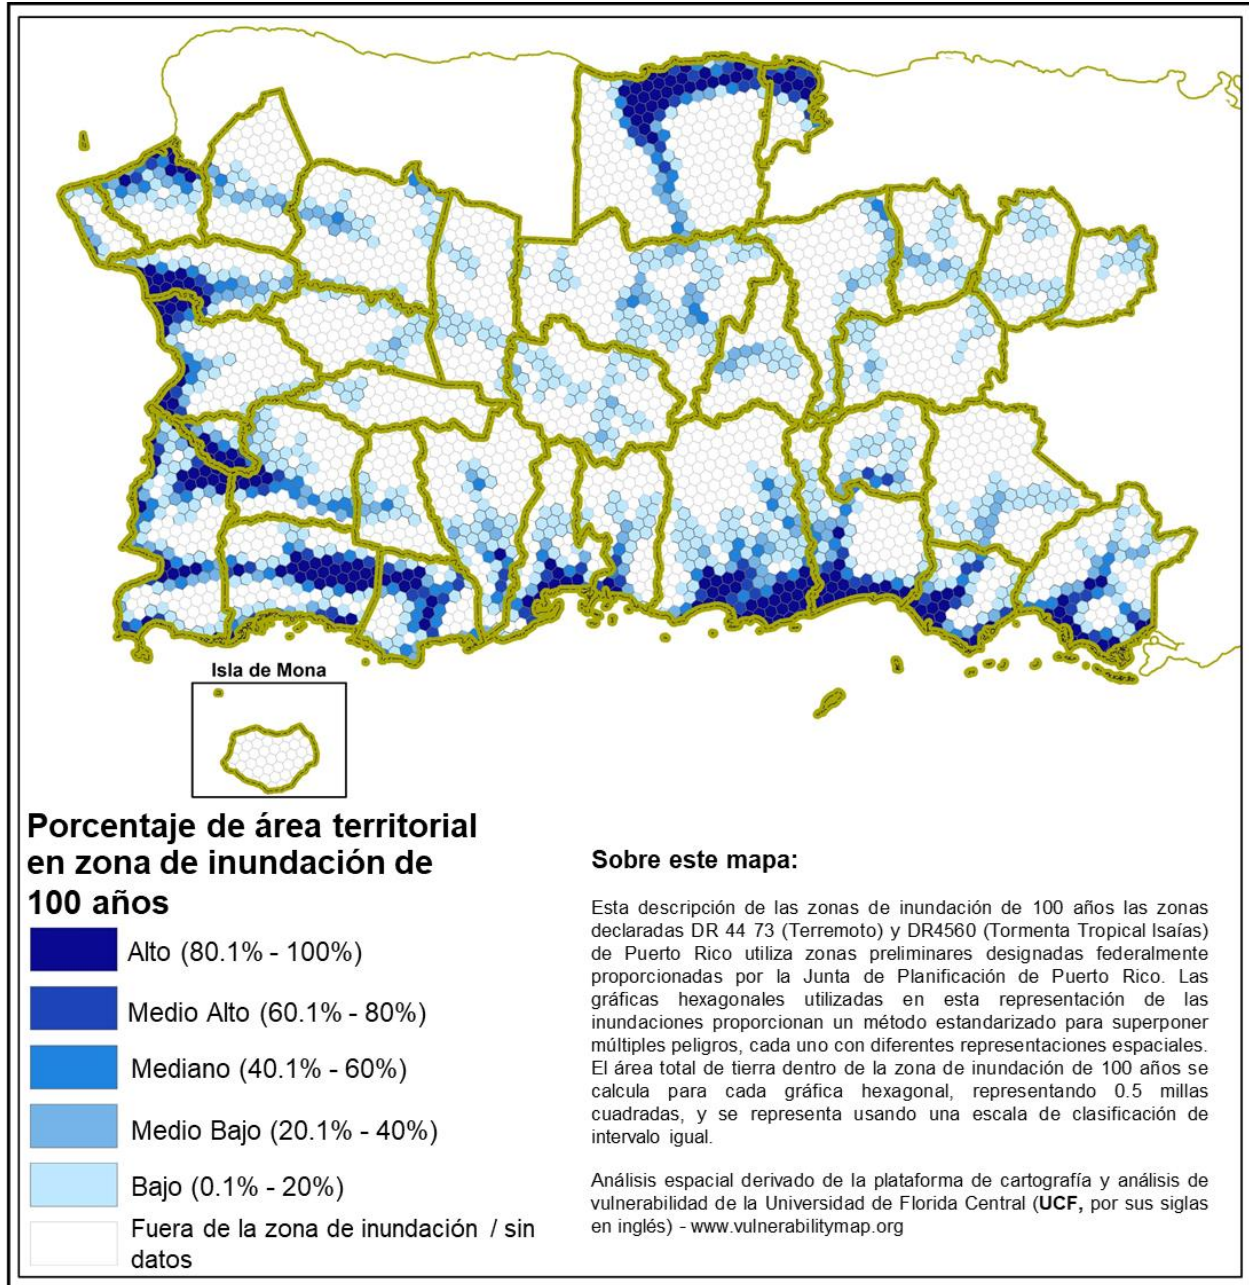 Isla de Mona
Porcentaje de área territorial
en zona de inundación de
100 años
Alto (80.1% - 100%)
Medio Alto (60.1% - 80%)
Mediano (40.1% - 60%)
Medio Bajo (20.1% - 40%)
Bajo (0.1% - 20%)
Fuera de la zona de inundación / sin
datos
Sobre este mapa:
Esta descripción de las zonas de inundación de 100 años las zonas
declaradas DR 44 73 (Terremoto) y DR4560 (Tormenta Tropical Isaías)
de Puerto Rico utiliza zonas preliminares designadas federalmente
proporcionadas por la Junta de Planificación de Puerto Rico. Las
gráficas hexagonales utilizadas en esta representación de las
inundaciones proporcionan un método estandarizado para superponer
múltiples peligros, cada uno con diferentes representaciones espaciales.
El área total de tierra dentro de la zona de inundación de 100 años se
calcula para cada gráfica hexagonal, representando 0.5 millas
cuadradas, y se representa usando una escala de clasificación de
intervalo igual.
Análisis espacial derivado de la plataforma de cartografía y análisis de
vulnerabilidad de la Universidad de Florida Central (UCF, por sus siglas
en inglés) - www.vulnerabilitymap.org